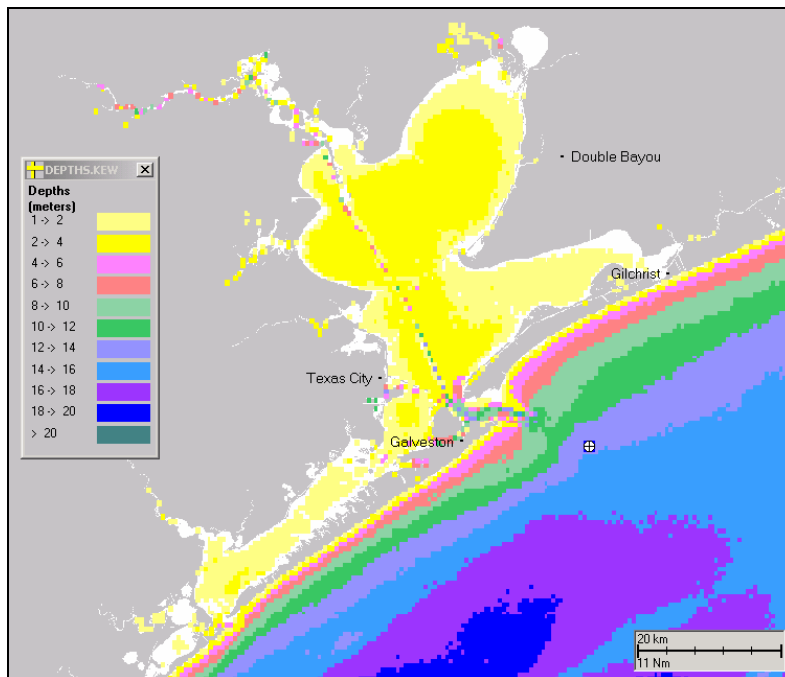 DEPTHS.KEW
Depths
(meters)
1 -> 2
2 -> 4
4 -> 6
6 -> 8
8 -> 10
10 -> 12
12 -> 14
14 -> 16
16 -> 18
18 -> 20
> 20
Double Bayou
Gilchrist
Texas City
Galveston
20 km
11 Nm